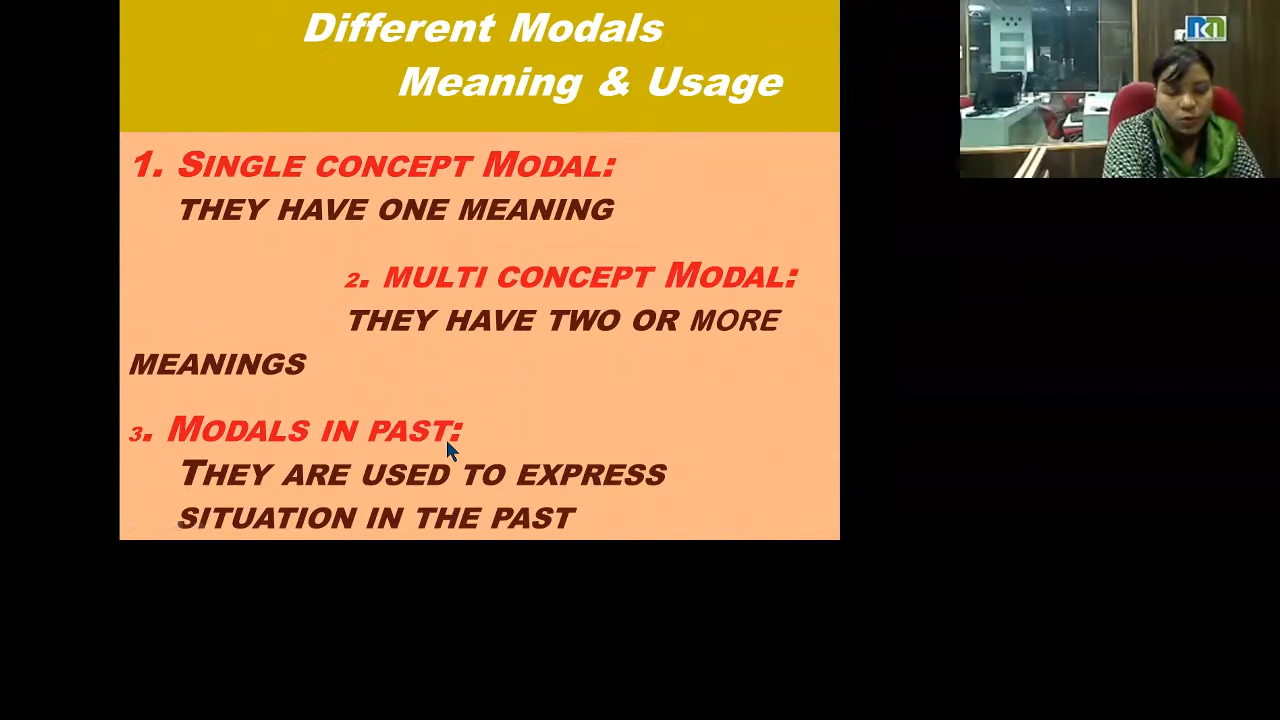 Different Modals
Meaning & Usage
1. SINGLE CONCEPT MODAL:
THEY HAVE ONE MEANING
2. MULTI CONCEPT MODAL:
THEY HAVE TWO OR MORE
MEANINGS
3. MODALS IN PAST:
THEY ARE USED TO EXPRESS
SITUATION IN THE PAST